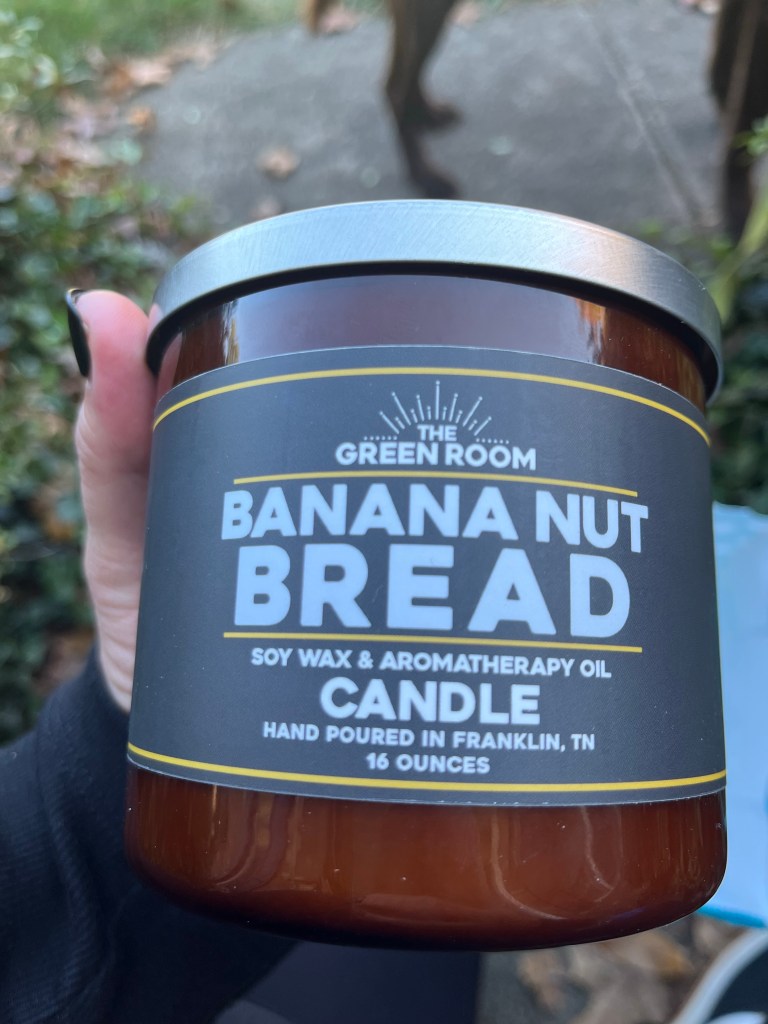 THE
GREEN ROOM
BANANA NUT
BREAD
SOY WAX & AROMATHERAPY OIL
CANDLE
HAND POURED IN FRANKLIN, TN
16 OUNCES